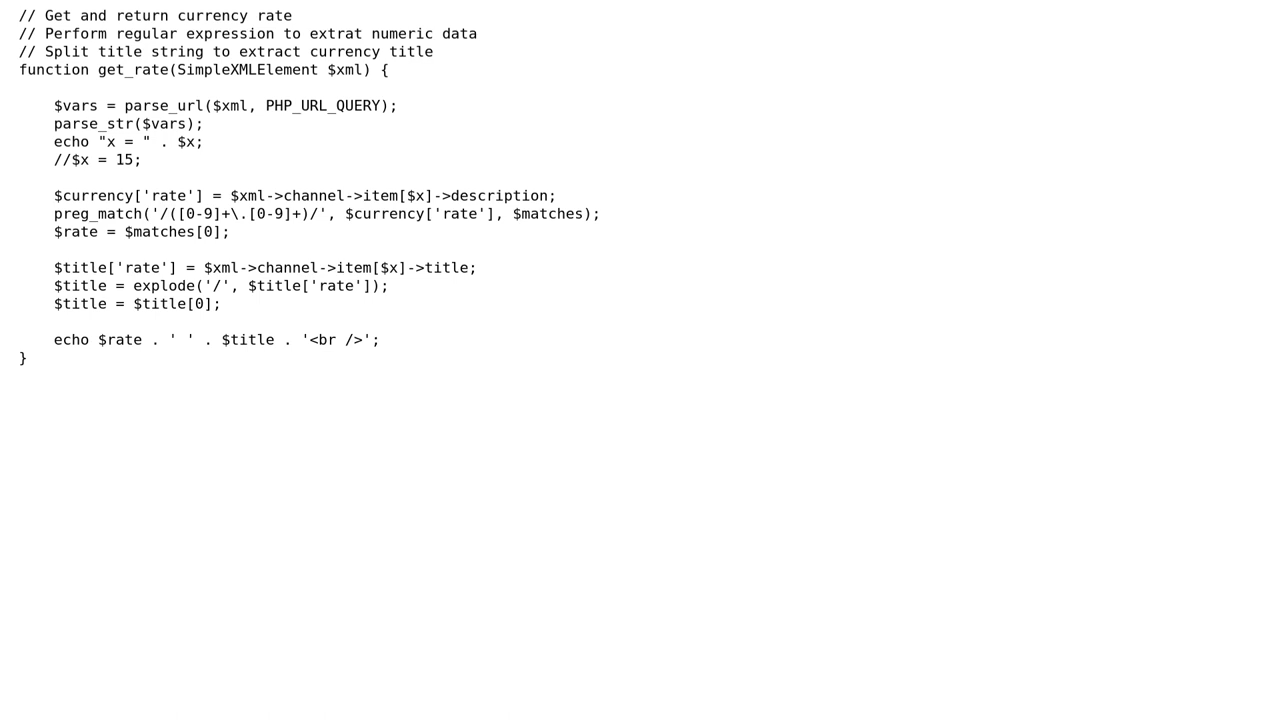 // Get and return currency rate
// Perform regular expression to extrat numeric data
// Split title string to extract currency title
function get_rate(SimpleXMLElement $xml) {
    $vars = parse_url($xml, PHP_URL_QUERY);
    parse_str($vars);
    echo "x = " . $x;
    //$x = 15;
    $currency['rate'] = $xml->channel->item[$x]->description;
    preg_match('/([0-9]+\.[0-9]+)/', $currency['rate'], $matches);
    $rate = $matches[0];
    $title['rate'] = $xml->channel->item[$x]->title;
    $title = explode('/', $title['rate']);
    $title = $title[0];
    echo $rate . ' ' . $title . '<br />';
}